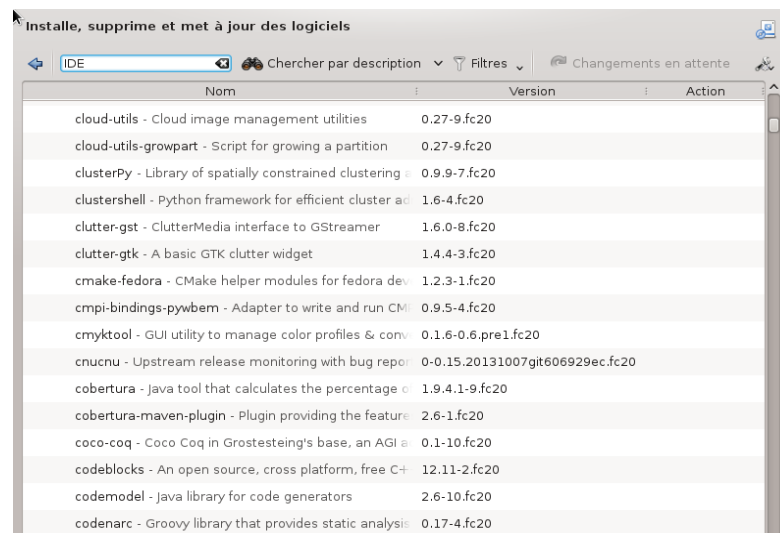 Installe, supprime et met à jour des logiciels
IDE Chercher par description Filtres Changements en attente
Nom Version Action
cloud-utils - Cloud image management utilities 0.27-9.fc20
cloud-utils-growpart - Script for growing a partition 0.27-9.fc20
clusterPy - Library of spatially constrained clustering 0.9.9-7.fc20
clustershell - Python framework for efficient cluster ad 1.6-4.fc20
clutter-gst - ClutterMedia interface to GStreamer 1.6.0-8.fc20
clutter-gtk - A basic GTK clutter widget 1.4.4-3.fc20
cmake-fedora - CMake helper modules for fedora dev 1.2.3-1.fc20
cmpi-bindings-pywbem - Adapter to write and run CM 0.9.5-4.fc20
cmyktool - GUI utility to manage color profiles & conv 0.1.6-0.6.pre1.fc20
cnucnu - Upstream release monitoring with bug repor 0-0.15.20131007git606929ec.fc20
cobertura - Java tool that calculates the percentage o 1.9.4.1-9.fc20
cobertura-maven-plugin - Plugin providing the feature 2.6-1.fc20
coco-coq - Coco Coq in Grostesteing's base, an AGI a 0.1-10.fc20
codeblocks - An open source, cross platform, free C+ 12.11-2.fc20
codemodel - Java library for code generators 2.6-10.fc20
codenarc - Groovy library that provides static analysis 0.17-4.fc20